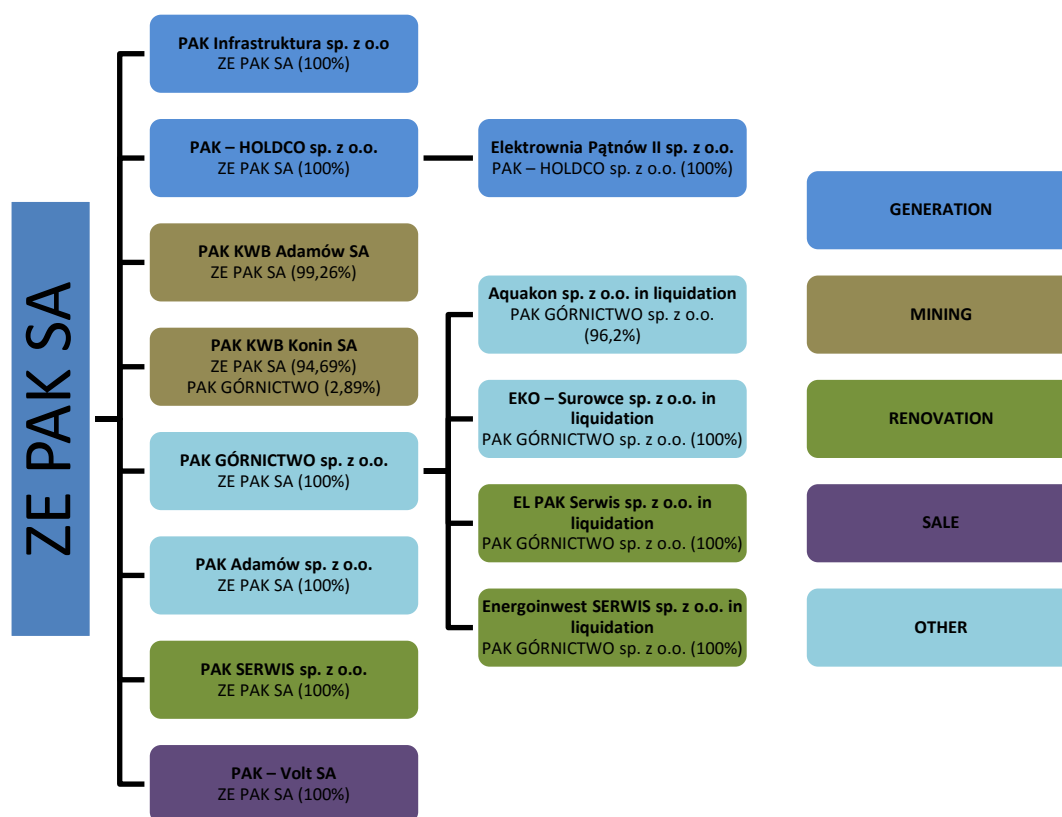 ZE PAK SA
PAK Infrastruktura sp. z o.o
ZE PAK SA (100%)
PAK – HOLDCO sp. z o.o.
ZE PAK SA (100%)
PAK KWB Adamów SA
ZE PAK SA (99,26%)
PAK KWB Konin SA
ZE PAK SA (94,69%)
PAK GÓRNICTWO (2,89%)
PAK GÓRNICTWO sp. z o.o.
ZE PAK SA (100%)
PAK Adamów sp. z o.o.
ZE PAK SA (100%)
PAK SERWIS sp. z o.o.
ZE PAK SA (100%)
PAK – Volt SA
ZE PAK SA (100%)
Elektrownia Pątnów II sp. z o.o.
PAK – HOLDCO sp. z o.o. (100%)
Aquakon sp. z o.o. in liquidation
PAK GÓRNICTWO sp. z o.o.
(96,2%)
EKO – Surowce sp. z o.o. in
liquidation
PAK GÓRNICTWO sp. z o.o. (100%)
EL PAK Serwis sp. z o.o. in
liquidation
PAK GÓRNICTWO sp. z o.o. (100%)
Energoinwest SERWIS sp. z o.o. in
liquidation
PAK GÓRNICTWO sp. z o.o. (100%)
GENERATION
MINING
RENOVATION
SALE
OTHER